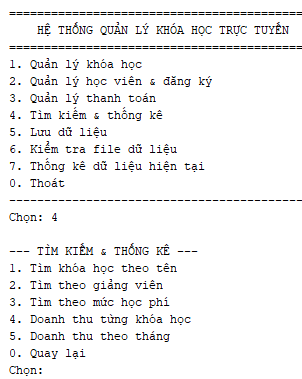 ==========================================
HỆ THỐNG QUẢN LÝ KHÓA HỌC TRỰC TUYẾN
==========================================
1. Quản lý khóa học
2. Quản lý học viên & đăng ký
3. Quản lý thanh toán
4. Tìm kiếm & thống kê
5. Lưu dữ liệu
6. Kiểm tra file dữ liệu
7. Thống kê dữ liệu hiện tại
0. Thoát
------------------------------------------
Chọn: 4

--- TÌM KIẾM & THỐNG KÊ ---
1. Tìm khóa học theo tên
2. Tìm theo giảng viên
3. Tìm theo mức học phí
4. Doanh thu từng khóa học
5. Doanh thu theo tháng
0. Quay lại
Chọn: